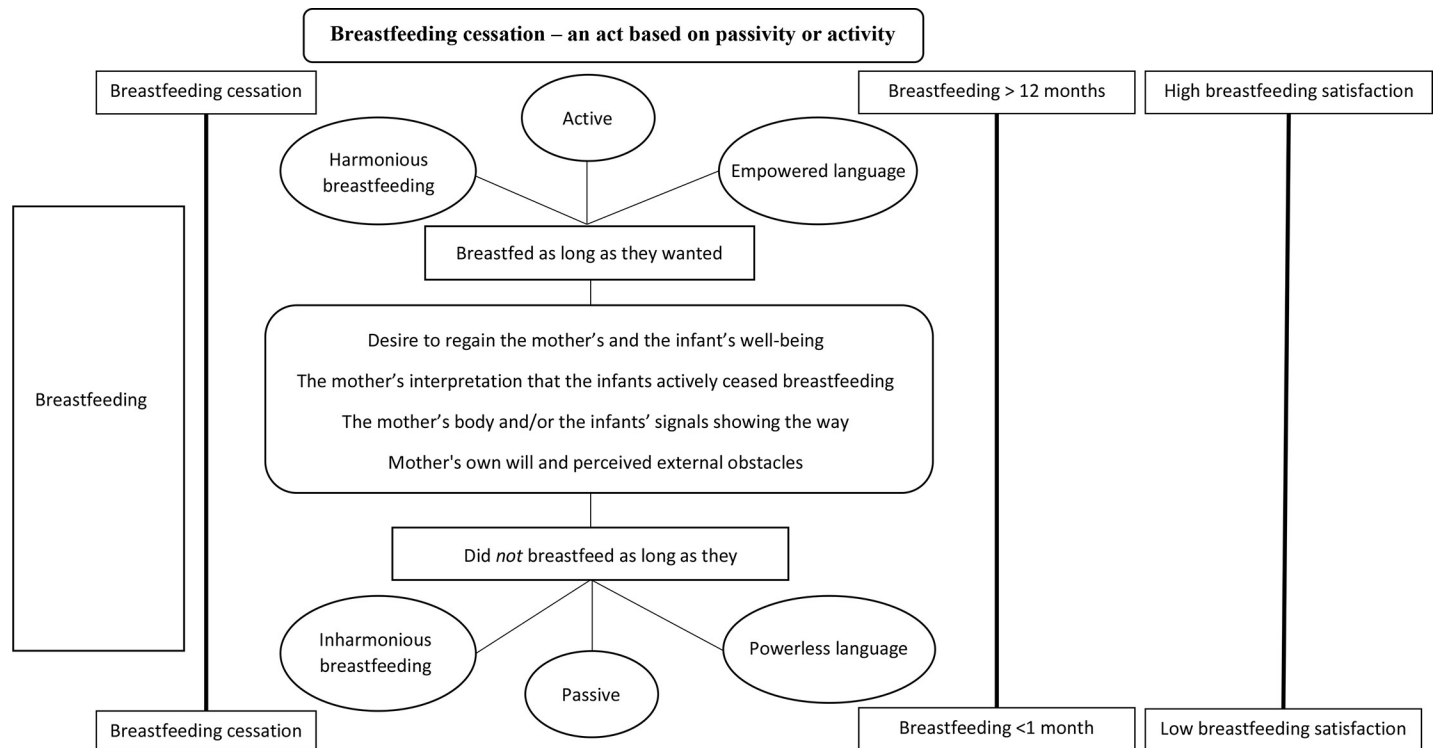 Breastfeeding cessation – an act based on passivity or activity
Breastfeeding cessation
Active
Breastfeeding > 12 months
High breastfeeding satisfaction
Harmonious
breastfeeding
Empowered language
Breastfed as long as they wanted
Breastfeeding
Desire to regain the mother’s and the infant’s well-being
The mother’s interpretation that the infants actively ceased breastfeeding
The mother’s body and/or the infants’ signals showing the way
Mother's own will and perceived external obstacles
Did not breastfeed as long as they
Inharmonious
breastfeeding
Passive
Powerless language
Breastfeeding cessation
Breastfeeding <1 month
Low breastfeeding satisfaction